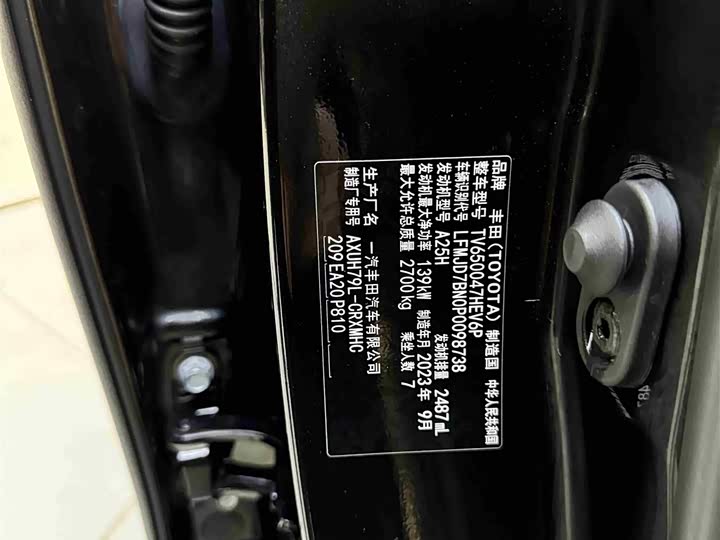 品牌 丰田(TOYOTA) 制造国 中华人民共和国
整车型号 TV650047HEV6P
车辆识别代号 LFMJD7BN0P0098738
发动机型号 A25H 发动机排量 2487mL
发动机最大净功率 139kW 制造年月 2023年 9月
最大允许总质量 2700kg 乘坐人数 7
生产厂名 一汽丰田汽车有限公司
制造厂专用号 AXUH79L-CRXMHC
209 EA20 P810